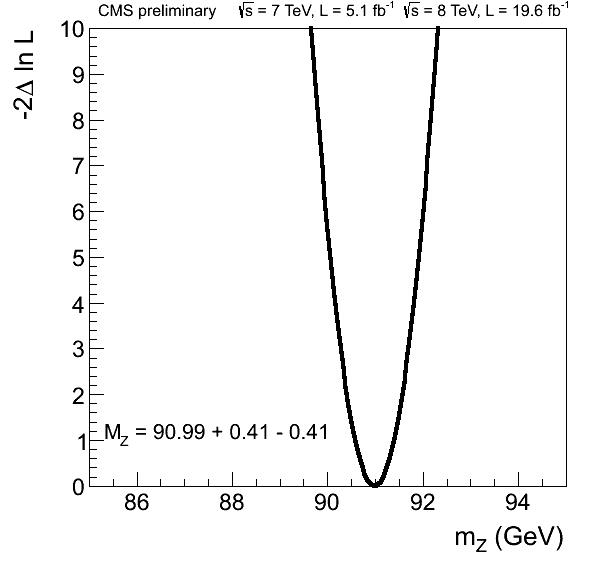 CMS preliminary √s = 7 TeV, L = 5.1 fb⁻¹ √s = 8 TeV, L = 19.6 fb⁻¹
-2Δ ln L
10
9
8
7
6
5
4
3
2
1
0
M_Z = 90.99 + 0.41 - 0.41
86 88 90 92 94
m_Z (GeV)